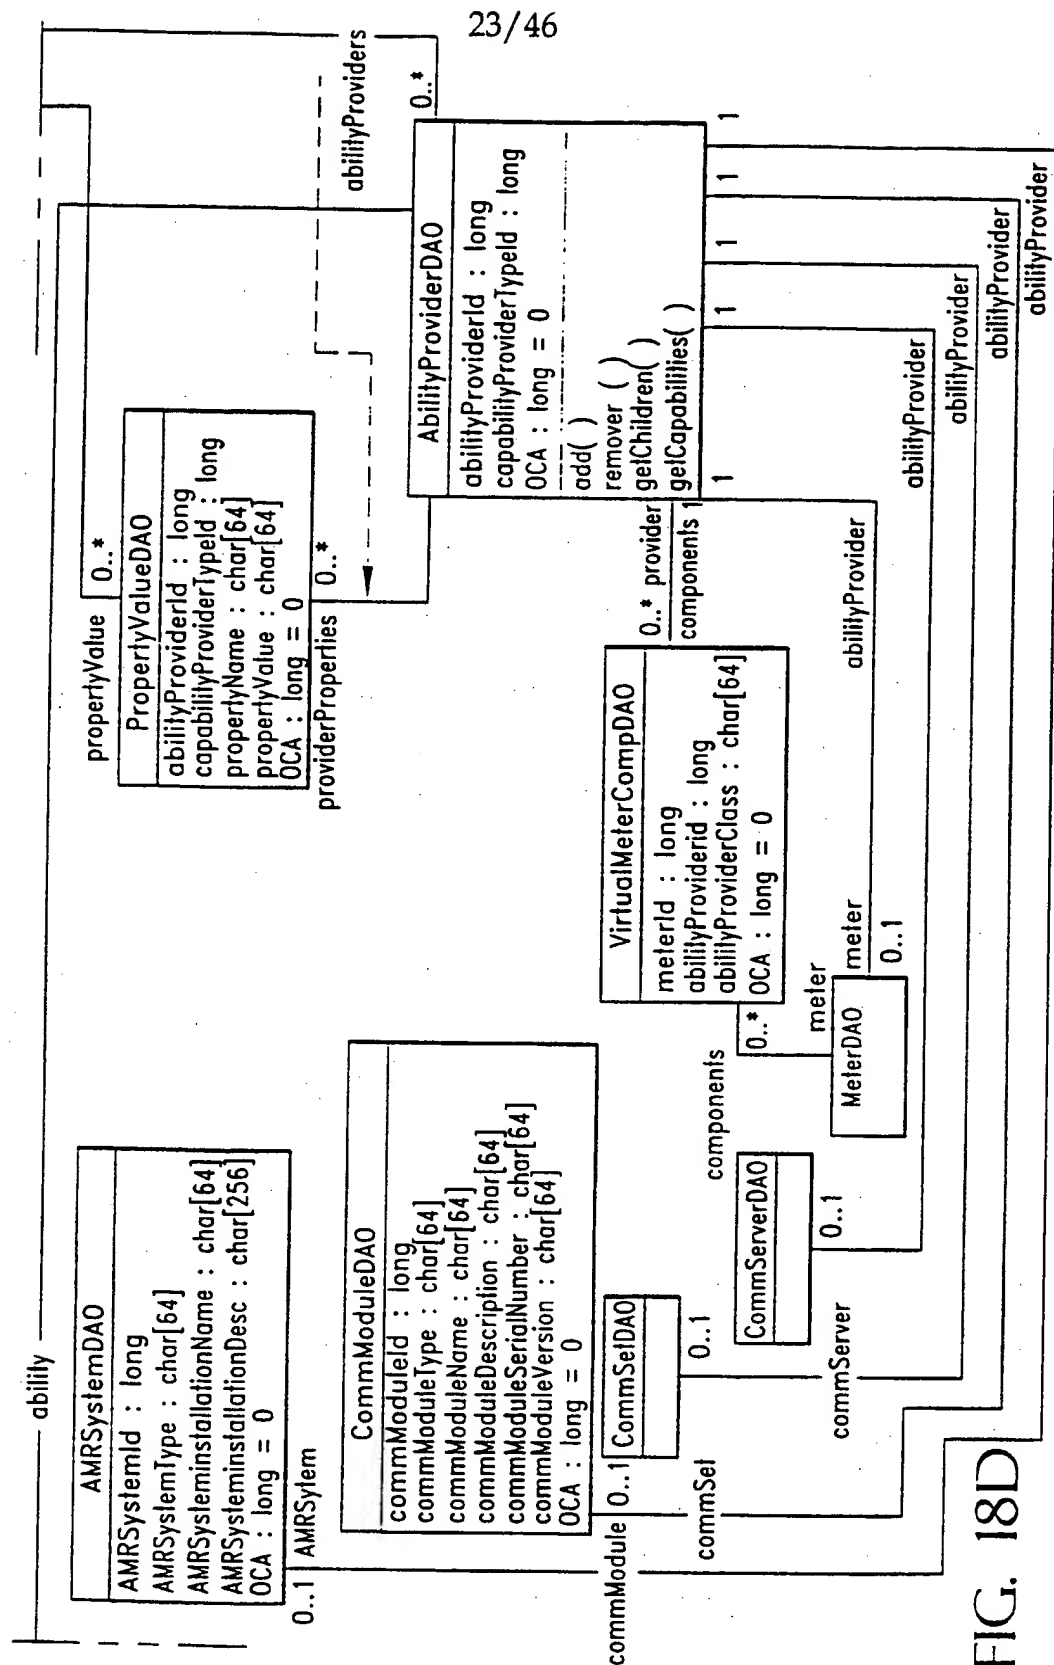 23/46
ability
AMRSystemDAO
AMRSystemId : long
AMRSystemType : char[64]
AMRSysteminstallationName : char[64]
AMRSysteminstallationDesc : char[256]
OCA : long = 0
0..1
AMRSytem
propertyValue
0..*
PropertyValueDAO
abilityProviderId : long
capabilityProviderTypeId : long
propertyName : char[64]
propertyValue : char[64]
OCA : long = 0
providerProperties
0..*
abilityProviders
0..*
AbilityProviderDAO
abilityProviderId : long
capabilityProviderTypeId : long
OCA : long = 0
add( )
remover ( )
getChildren( )
getCapabilities( )
CommModuleDAO
commModuleId : long
commModuleType : char[64]
commModuleName : char[64]
commModuleDescription : char[64]
commModuleSerialNumber : char[64]
commModuleVersion : char[64]
OCA : long = 0
commModule
0..1
VirtualMeterCompDAO
meterId : long
abilityProviderid : long
abilityProviderClass : char[64]
OCA : long = 0
0..*
provider
components
1
1
1
1
1
1
CommSetDAO
commSet
0..1
CommServerDAO
commServer
0..1
components
0..*
meter
MeterDAO
meter
0..1
abilityProvider
abilityProvider
abilityProvider
abilityProvider
abilityProvider
FIG. 18D